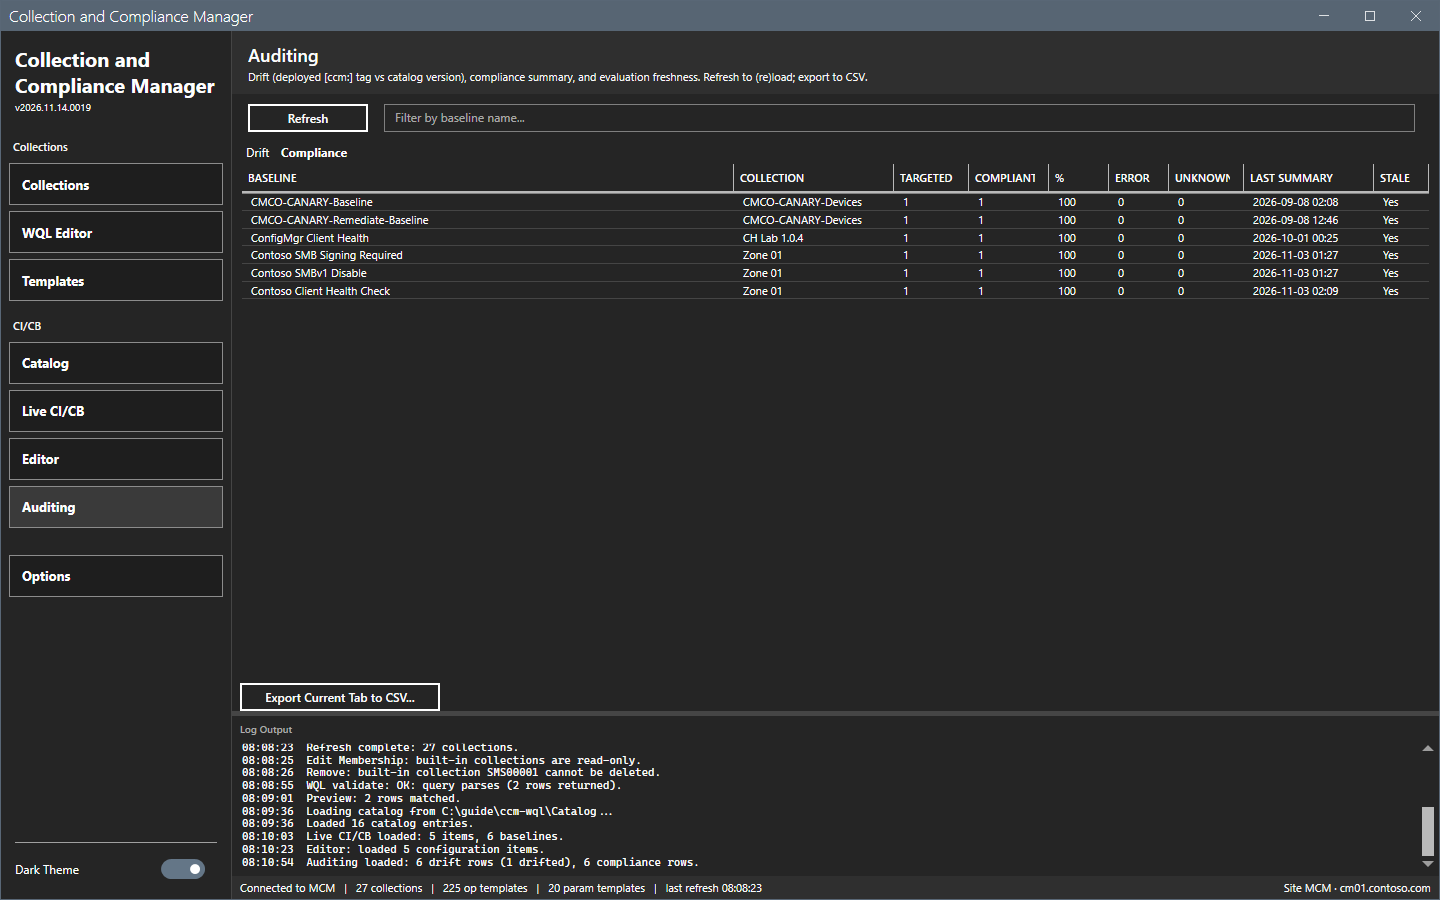 Collection and Compliance Manager
Collection and
Compliance Manager
v2026.11.14.0019
Collections
Collections
WQL Editor
Templates
CI/CB
Catalog
Live CI/CB
Editor
Auditing
Options
Dark Theme
Auditing
Drift (deployed [ccm:] tag vs catalog version), compliance summary, and evaluation freshness. Refresh to (re)load; export to CSV.
Refresh Filter by baseline name...
Drift Compliance
BASELINE COLLECTION TARGETED COMPLIANT % ERROR UNKNOWN LAST SUMMARY STALE
CMCO-CANARY-Baseline CMCO-CANARY-Devices 1 1 100 0 0 2026-09-08 02:08 Yes
CMCO-CANARY-Remediate-Baseline CMCO-CANARY-Devices 1 1 100 0 0 2026-09-08 12:46 Yes
ConfigMgr Client Health CH Lab 1.0.4 1 1 100 0 0 2026-10-01 00:25 Yes
Contoso SMB Signing Required Zone 01 1 1 100 0 0 2026-11-03 01:27 Yes
Contoso SMBv1 Disable Zone 01 1 1 100 0 0 2026-11-03 01:27 Yes
Contoso Client Health Check Zone 01 1 1 100 0 0 2026-11-03 02:09 Yes
Export Current Tab to CSV...
Log Output
08:08:23 Refresh complete: 27 collections.
08:08:25 Edit Membership: built-in collections are read-only.
08:08:26 Remove: built-in collection SMS00001 cannot be deleted.
08:08:55 WQL validate: OK: query parses (2 rows returned).
08:09:01 Preview: 2 rows matched.
08:09:36 Loading catalog from C:\guide\ccm-wql\Catalog...
08:09:36 Loaded 16 catalog entries.
08:10:03 Live CI/CB loaded: 5 items, 6 baselines.
08:10:23 Editor: loaded 5 configuration items.
08:10:54 Auditing loaded: 6 drift rows (1 drifted), 6 compliance rows.
Connected to MCM | 27 collections | 225 op templates | 20 param templates | last refresh 08:08:23
Site MCM · cm01.contoso.com